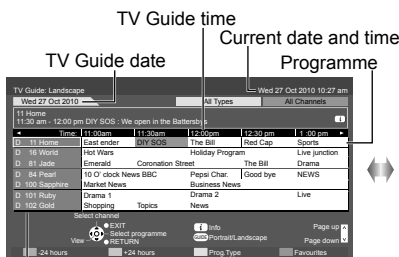 TV Guide time
Current date and time
TV Guide date
Programme
TV Guide: Landscape
Wed 27 Oct 2010 10:27 am
Wed 27 Oct 2010
All Types
All Channels
11 Home
11:30 am - 12:00 pm DIY SOS : We open in the Battersbys
i
Time: 11:00am 11:30am 12:00pm 12:30 pm 1 :00 pm
D 11 Home East ender DIY SOS The Bill Red Cap Sports
D 16 World Hot Wars Holiday Program Live junction
D 81 Jade Emerald Coronation Street The Bill Drama
D 84 Pearl 10 O' clock News BBC Pepsi Char. Good bye NEWS
D 100 Sapphire Market News Business News
D 101 Ruby Drama 1 Drama 2 Live
D 102 Gold Shopping Topics News
Select channel
EXIT
Select programme
View
RETURN
i Info
GUIDE Portrait/Landscape
Page up
Page down
-24 hours +24 hours Prog.Type Favourites